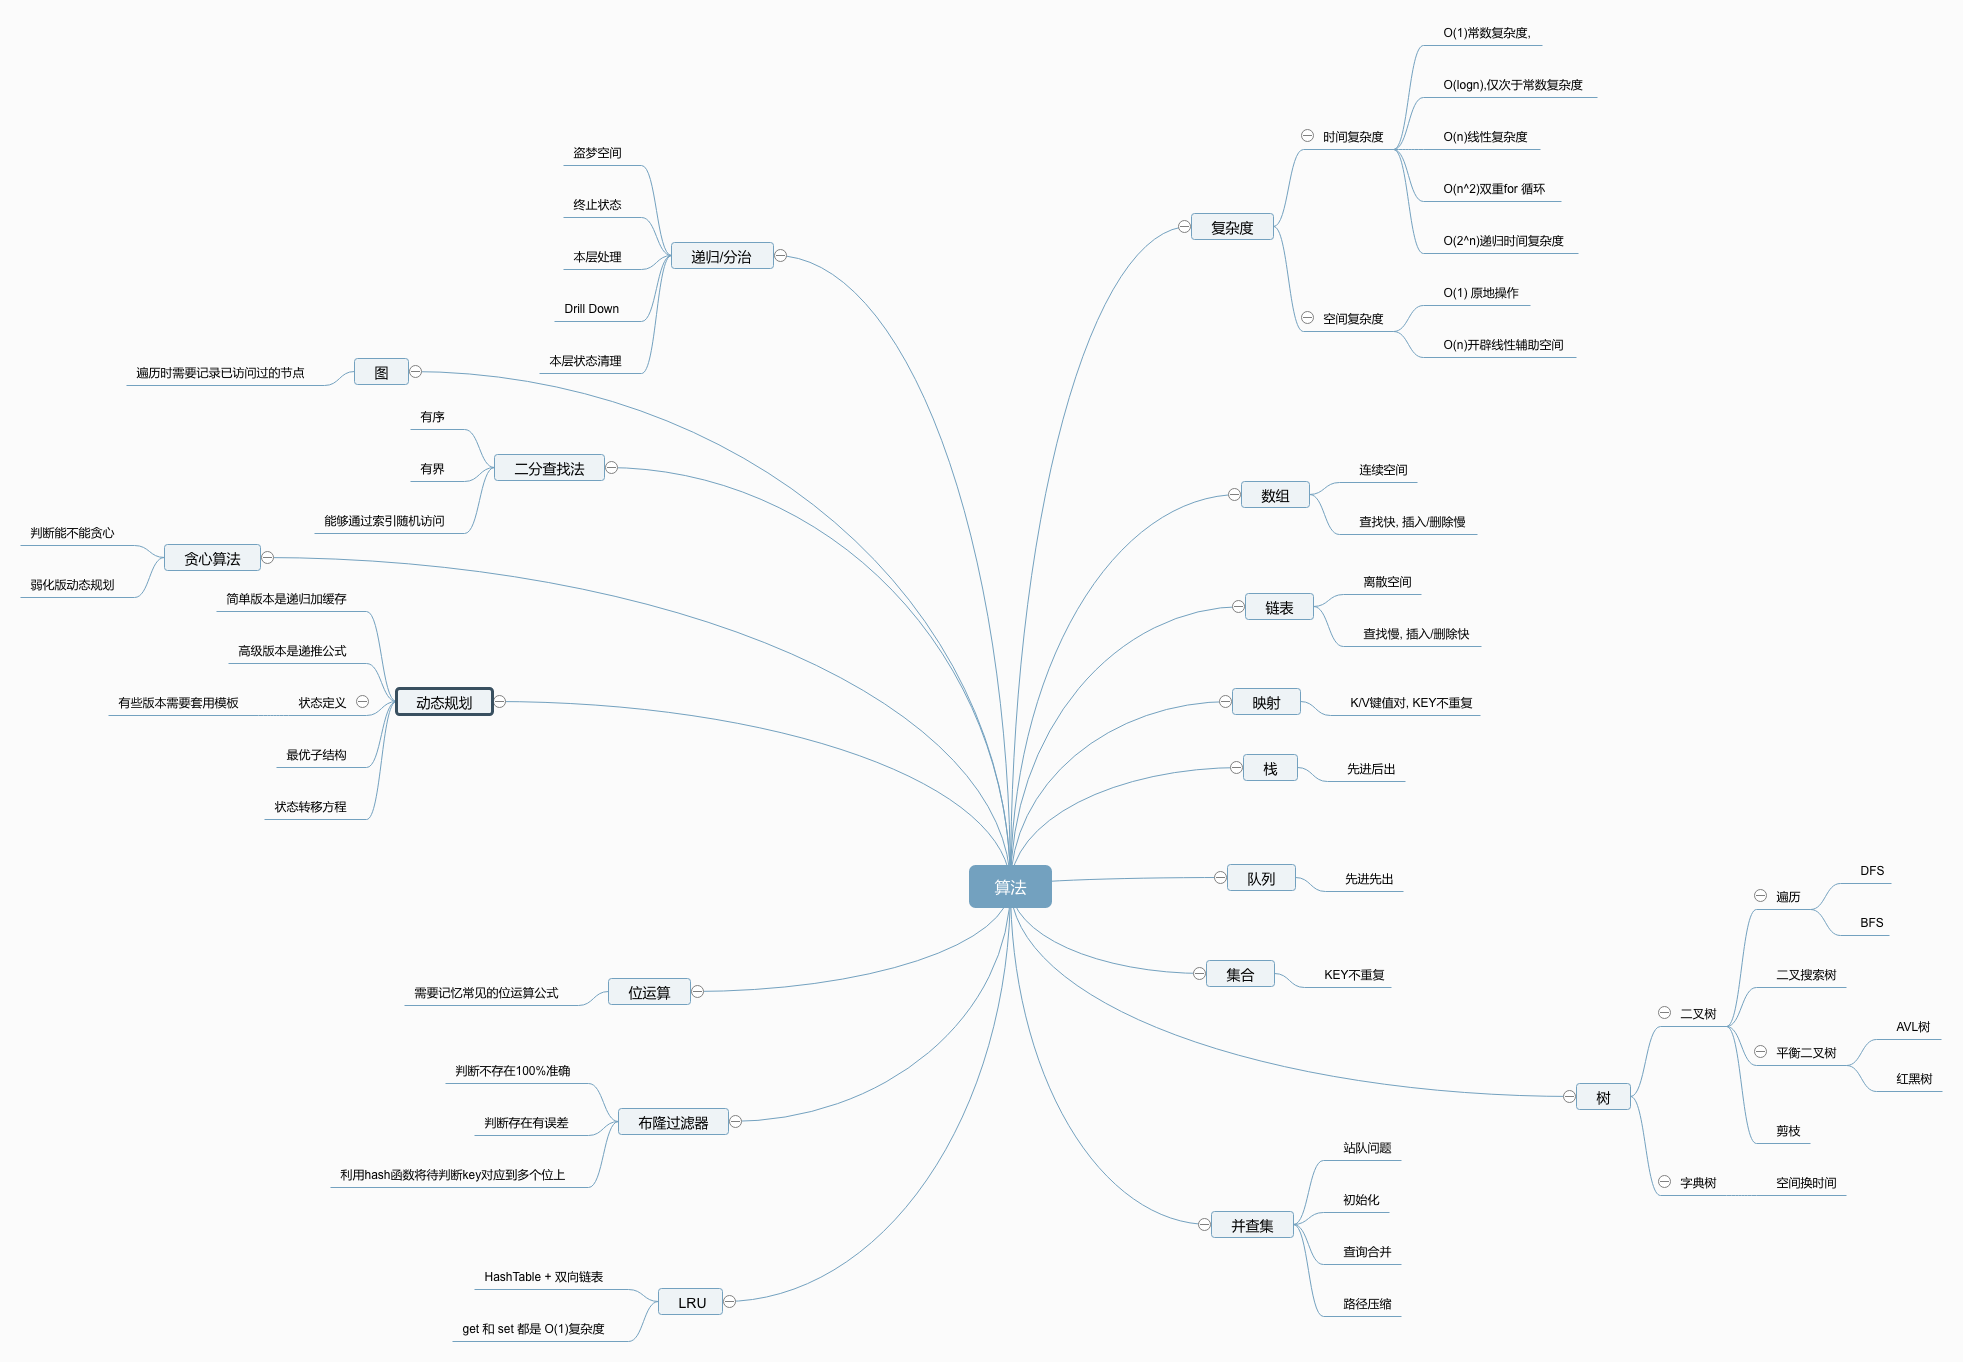 算法
复杂度
时间复杂度
O(1)常数复杂度,
O(logn),仅次于常数复杂度
O(n)线性复杂度
O(n^2)双重for 循环
O(2^n)递归时间复杂度
空间复杂度
O(1) 原地操作
O(n)开辟线性辅助空间
数组
连续空间
查找快, 插入/删除慢
链表
离散空间
查找慢, 插入/删除快
映射
K/V键值对, KEY不重复
栈
先进后出
队列
先进先出
集合
KEY不重复
树
二叉树
遍历
DFS
BFS
二叉搜索树
平衡二叉树
AVL树
红黑树
剪枝
字典树
空间换时间
并查集
站队问题
初始化
查询合并
路径压缩
递归/分治
盗梦空间
终止状态
本层处理
Drill Down
本层状态清理
图
遍历时需要记录已访问过的节点
二分查找法
有序
有界
能够通过索引随机访问
贪心算法
判断能不能贪心
弱化版动态规划
动态规划
简单版本是递归加缓存
高级版本是递推公式
状态定义
有些版本需要套用模板
最优子结构
状态转移方程
位运算
需要记忆常见的位运算公式
布隆过滤器
判断不存在100%准确
判断存在有误差
利用hash函数将待判断key对应到多个位上
LRU
HashTable + 双向链表
get 和 set 都是 O(1)复杂度